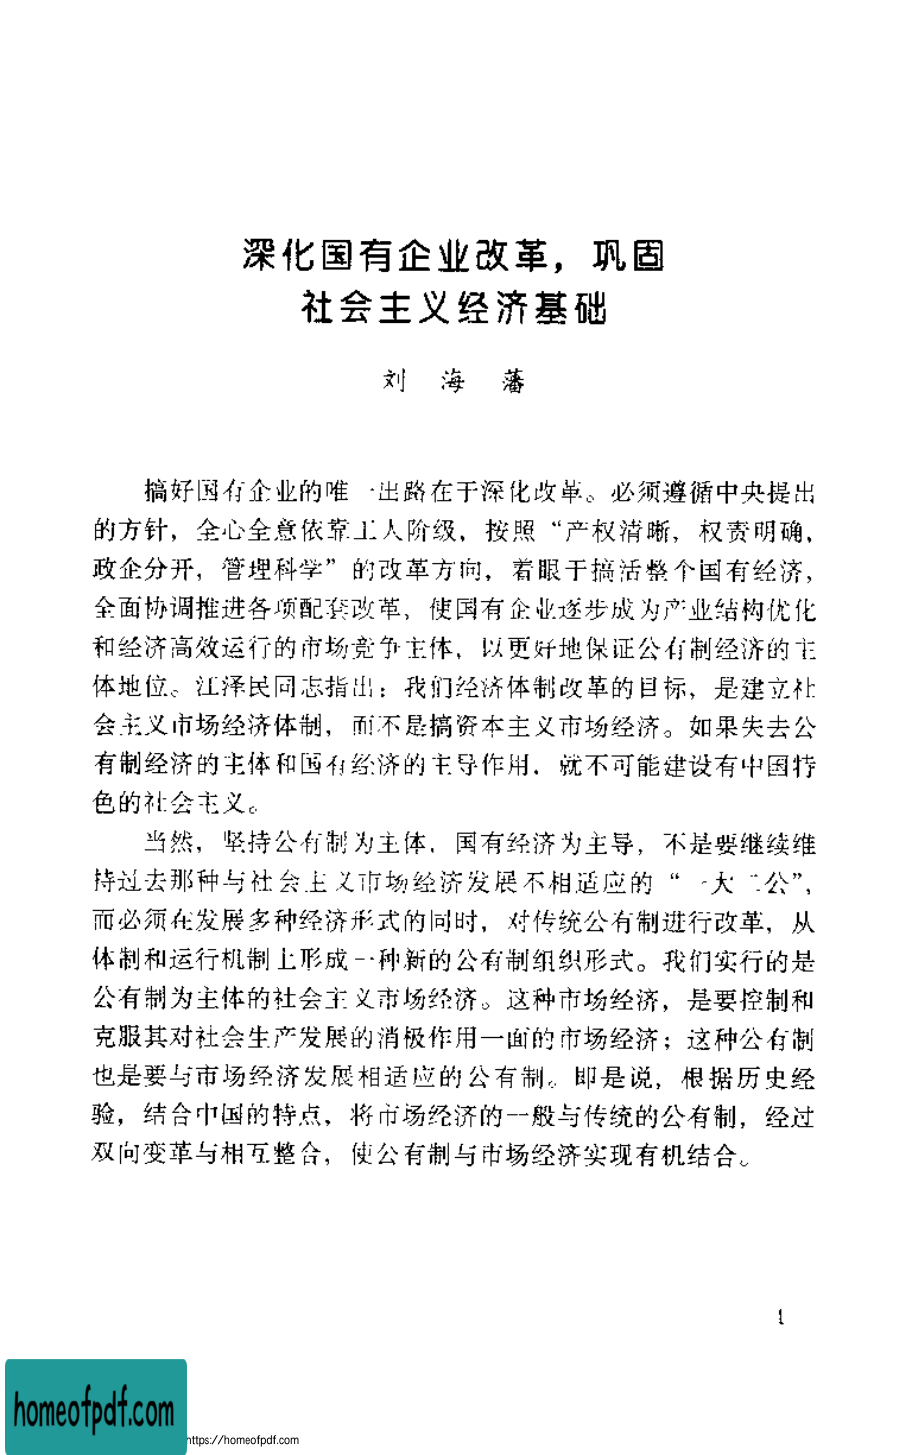 深化国有企业改革，巩固
社会主义经济基础
刘 海 藩
搞好国有企业的唯一出路在于深化改革。必须遵循中央提出
的方针，全心全意依靠工人阶级，按照“产权清晰，权责明确，
政企分开，管理科学”的改革方向，着眼于搞活整个国有经济，
全面协调推进各项配套改革，使国有企业逐步成为产业结构优化
和经济高效运行的市场竞争主体，以更好地保证公有制经济的主
体地位。江泽民同志指出：我们经济体制改革的目标，是建立社
会主义市场经济体制，而不是搞资本主义市场经济。如果失去公
有制经济的主体和国有经济的主导作用，就不可能建设有中国特
色的社会主义。
当然，坚持公有制为主体，国有经济为主导，不是要继续维
持过去那种与社会主义市场经济发展不相适应的“一大二公”，
而必须在发展多种经济形式的同时，对传统公有制进行改革，从
体制和运行机制上形成一种新的公有制组织形式。我们实行的是
公有制为主体的社会主义市场经济。这种市场经济，是要控制和
克服其对社会生产发展的消极作用一面的市场经济；这种公有制
也是要与市场经济发展相适应的公有制。即是说，根据历史经
验，结合中国的特点，将市场经济的一般与传统的公有制，经过
双向变革与相互整合，使公有制与市场经济实现有机结合。
1
homeofpdf.com
https://homeofpdf.com